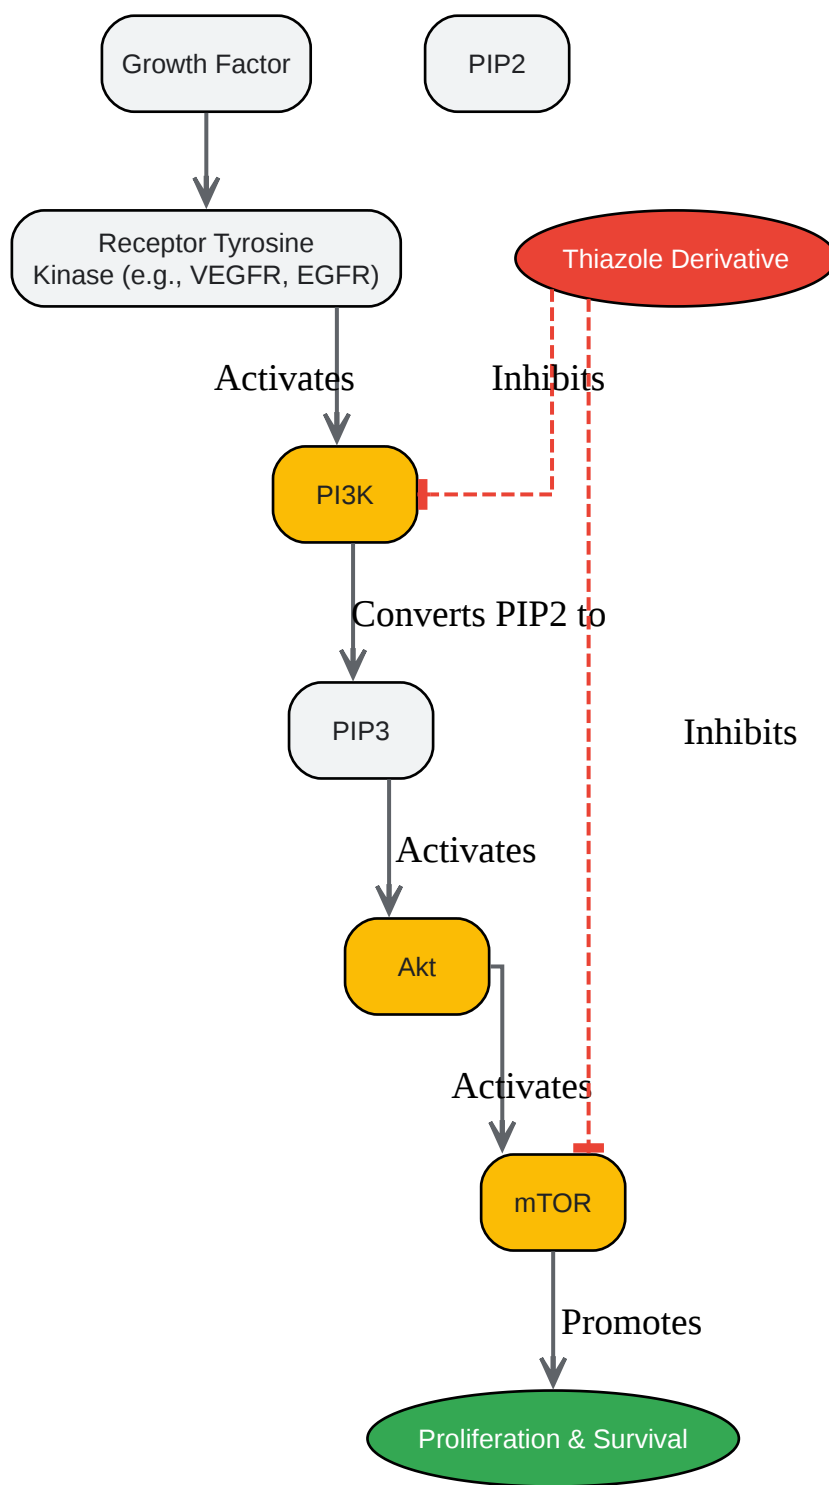 Growth Factor
PIP2
Receptor Tyrosine
Kinase (e.g., VEGFR, EGFR)
Thiazole Derivative
Activates
Inhibits
PI3K
Converts PIP2 to
PIP3
Inhibits
Activates
Akt
Activates
mTOR
Promotes
Proliferation & Survival